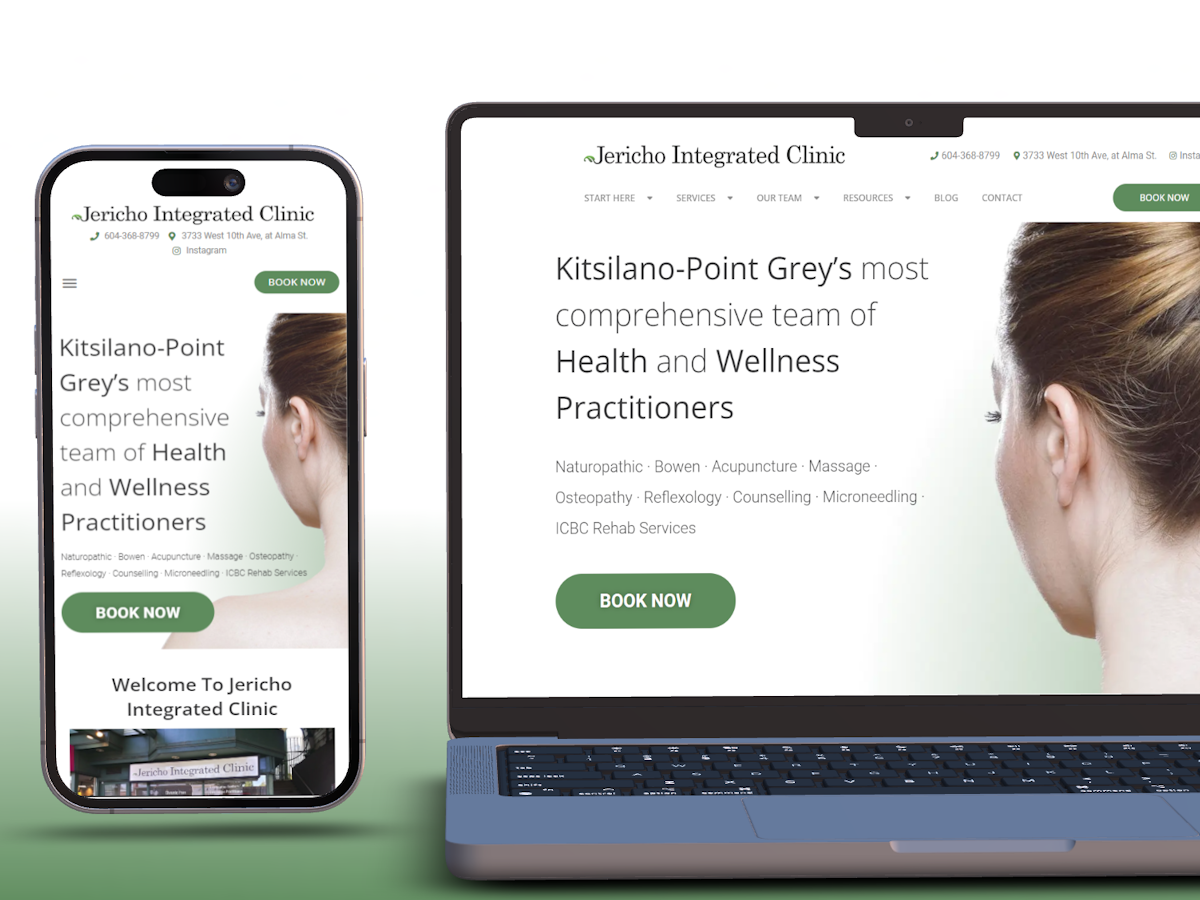 Jericho Integrated Clinic
604-368-8799 3733 West 10th Ave, at Alma St.
Instagram
BOOK NOW
Kitsilano-Point
Grey’s most
comprehensive
team of Health
and Wellness
Practitioners
Naturopathic · Bowen · Acupuncture · Massage · Osteopathy ·
Reflexology · Counselling · Microneedling · ICBC Rehab Services
BOOK NOW
Welcome To Jericho
Integrated Clinic
Jericho Integrated Clinic
Jericho Integrated Clinic
604-368-8799 3733 West 10th Ave, at Alma St. Insta
START HERE SERVICES OUR TEAM RESOURCES BLOG CONTACT BOOK NOW
Kitsilano-Point Grey’s most
comprehensive team of
Health and Wellness
Practitioners
Naturopathic · Bowen · Acupuncture · Massage ·
Osteopathy · Reflexology · Counselling · Microneedling ·
ICBC Rehab Services
BOOK NOW